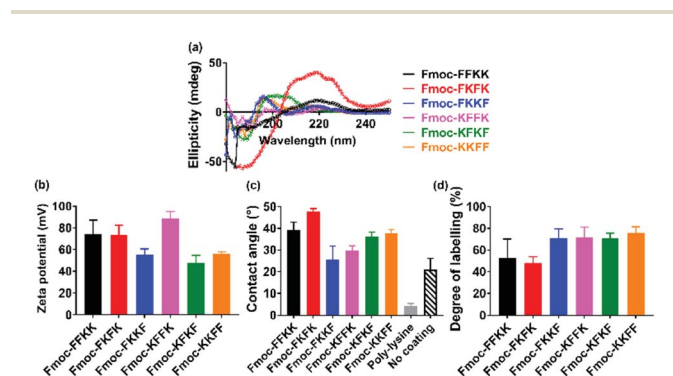 (a)
Ellipticity (mdeg)
50
0
-50
200
220
240
Wavelength (nm)
Fmoc-FFKK
Fmoc-FKFK
Fmoc-FKKF
Fmoc-KFFK
Fmoc-KFKF
Fmoc-KKFF
(b)
Zeta potential (mV)
100
80
60
40
20
0
Fmoc-FFKK
Fmoc-FKFK
Fmoc-FKKF
Fmoc-KFFK
Fmoc-KFKF
Fmoc-KKFF
(c)
Contact angle (°)
50
40
30
20
10
0
Fmoc-FFKK
Fmoc-FKFK
Fmoc-FKKF
Fmoc-KFFK
Fmoc-KFKF
Fmoc-KKFF
Poly-lysine
No coating
(d)
Degree of labelling (%)
100
80
60
40
20
0
Fmoc-FFKK
Fmoc-FKFK
Fmoc-FKKF
Fmoc-KFFK
Fmoc-KFKF
Fmoc-KKFF